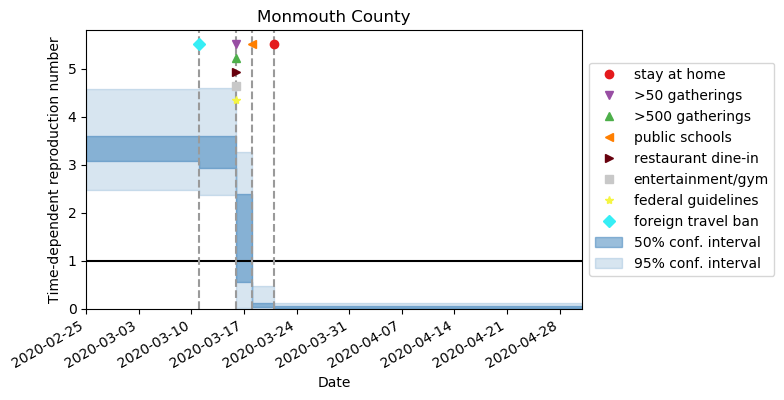 Monmouth County
Time-dependent reproduction number
5
4
3
2
1
0
2020-02-25
2020-03-03
2020-03-10
2020-03-17
2020-03-24
2020-03-31
2020-04-07
2020-04-14
2020-04-21
2020-04-28
Date
stay at home
>50 gatherings
>500 gatherings
public schools
restaurant dine-in
entertainment/gym
federal guidelines
foreign travel ban
50% conf. interval
95% conf. interval